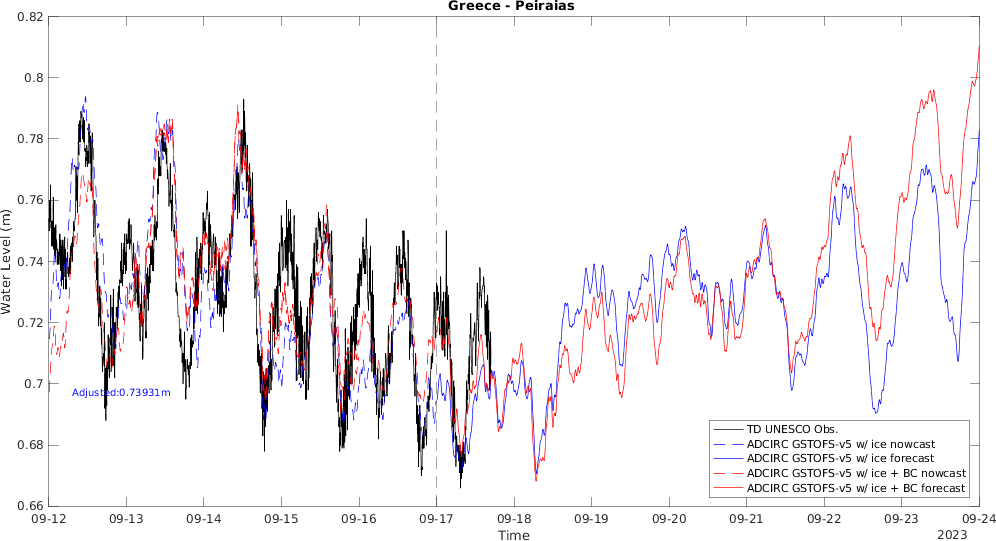 Greece - Peiraias
0.82
0.8
0.78
0.76
0.74
0.72
0.7
0.68
0.66
Water Level (m)
Adjusted:0.73931m
TD UNESCO Obs.
ADCIRC GSTOFS-v5 w/ ice nowcast
ADCIRC GSTOFS-v5 w/ ice forecast
ADCIRC GSTOFS-v5 w/ ice + BC nowcast
ADCIRC GSTOFS-v5 w/ ice + BC forecast
09-12 09-13 09-14 09-15 09-16 09-17 09-18 09-19 09-20 09-21 09-22 09-23 09-24
Time
2023